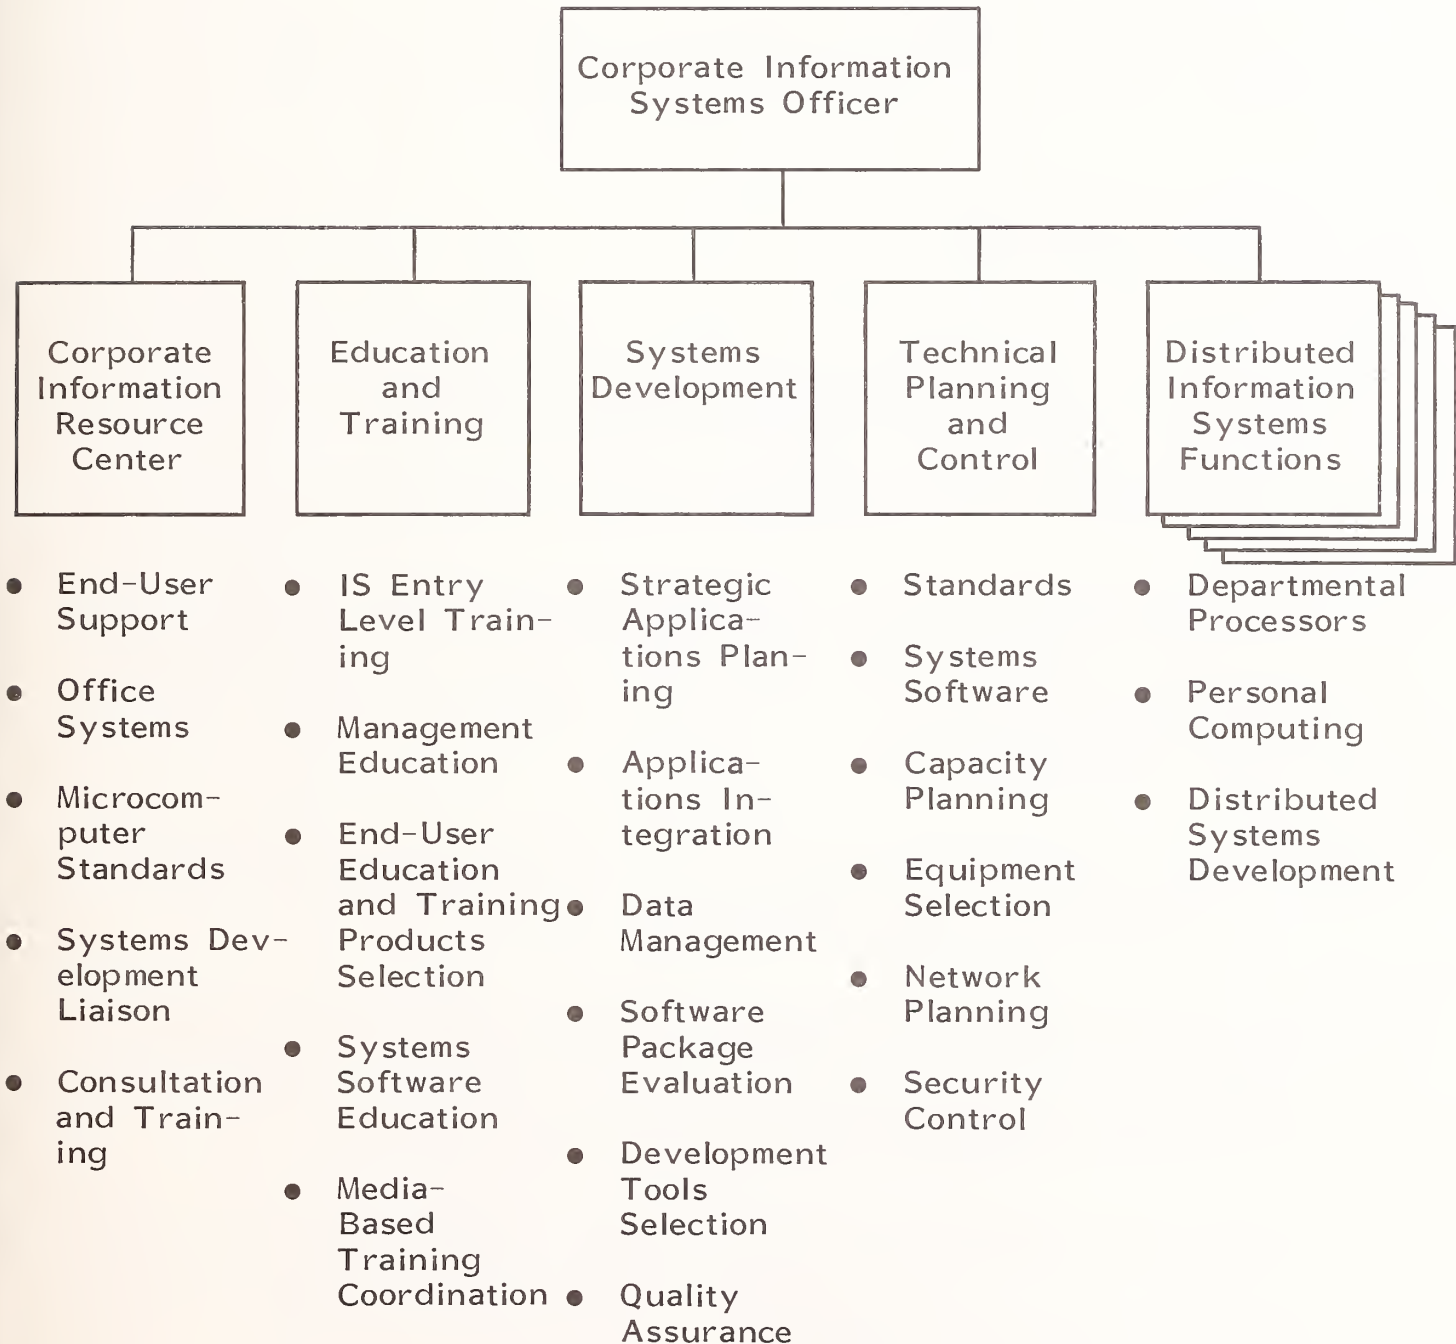 Corporate Information
Systems Officer
Corporate
Information
Resource
Center
Education
and
Training
Systems
Development
Technical
Planning
and
Control
Distributed
Information
Systems
Functions
● End-User
Support
● Office
Systems
● Microcom-
puter
Standards
● Systems Dev-
elopment
Liaison
● Consultation
and Train-
ing
● IS Entry
Level Train-
ing
● Management
Education
● End-User
Education
and Training
Products
Selection
● Systems
Software
Education
● Media-
Based
Training
Coordination
● Strategic
Applica-
tions Plan-
ing
● Applica-
tions In-
tegration
● Data
Management
● Software
Package
Evaluation
● Development
Tools
Selection
● Quality
Assurance
● Standards
● Systems
Software
● Capacity
Planning
● Equipment
Selection
● Network
Planning
● Security
Control
● Departmental
Processors
● Personal
Computing
● Distributed
Systems
Development